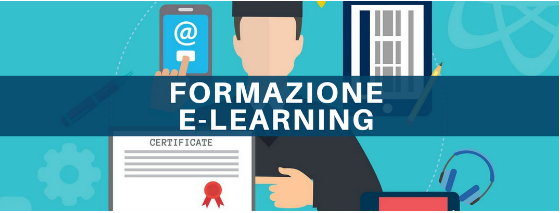 @
FORMAZIONE
E-LEARNING
CERTIFICATE